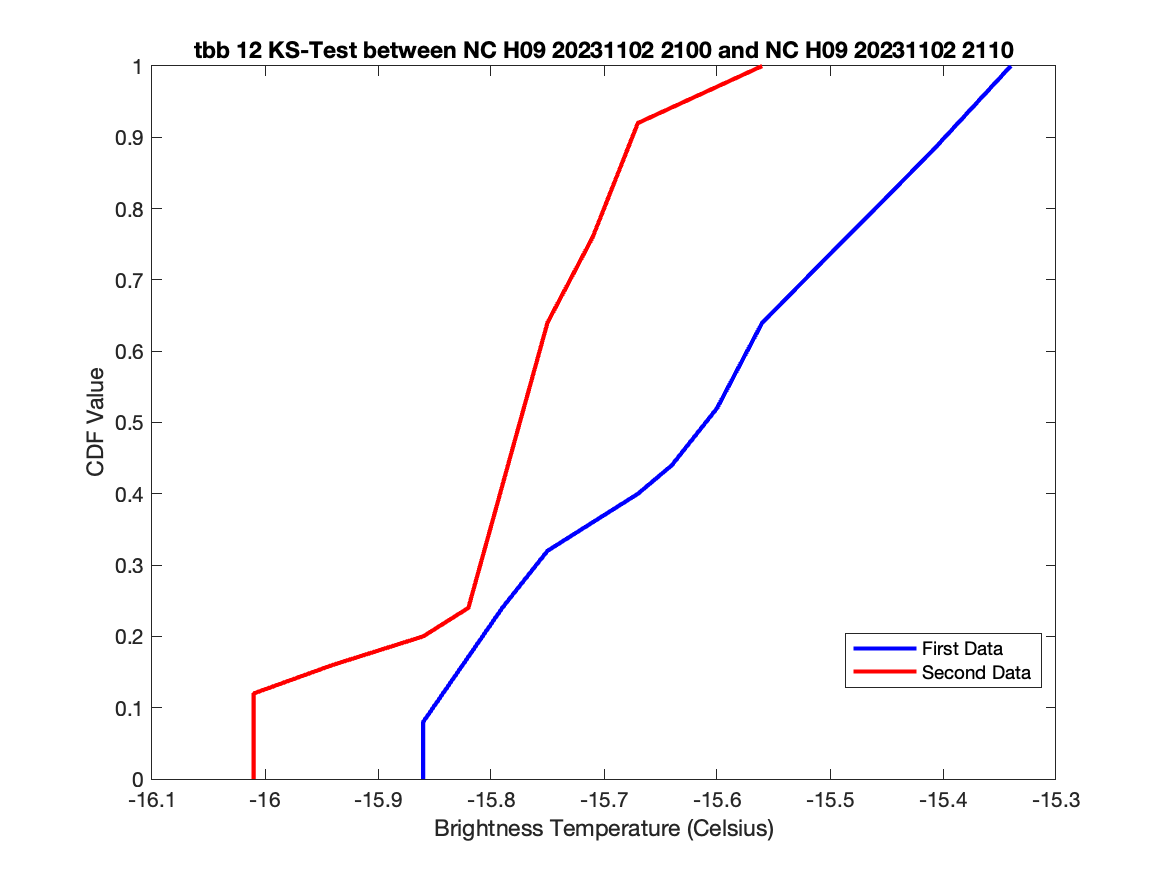 tbb 12 KS-Test between NC H09 20231102 2100 and NC H09 20231102 2110
1
0.9
0.8
0.7
0.6
0.5
0.4
0.3
0.2
0.1
0
CDF Value
First Data
Second Data
-16.1 -16 -15.9 -15.8 -15.7 -15.6 -15.5 -15.4 -15.3
Brightness Temperature (Celsius)